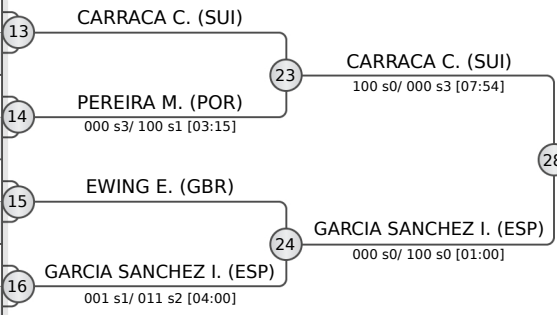 CARRACA C. (SUI)
13
23
CARRACA C. (SUI)
100 s0/ 000 s3 [07:54]
PEREIRA M. (POR)
14
000 s3/ 100 s1 [03:15]
28
EWING E. (GBR)
15
24
GARCIA SANCHEZ I. (ESP)
000 s0/ 100 s0 [01:00]
GARCIA SANCHEZ I. (ESP)
16
001 s1/ 011 s2 [04:00]